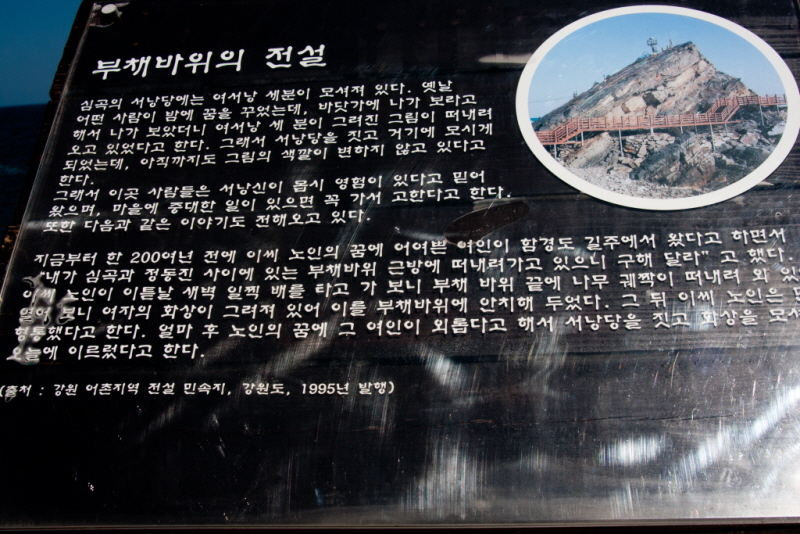 부채바위의 전설
심곡의 서낭당에는 여서낭 세분이 모셔져 있다. 옛날
어떤 사람이 밤에 꿈을 꾸었는데, 바닷가에 나가 보라고
해서 나가 보았더니 여서낭 세 분이 그려진 그림이 떠내려
오고 있었다고 한다. 그래서 서낭당을 짓고 거기에 모시게
되었는데, 아직까지도 그림의 색깔이 변하지 않고 있다고
한다.
그래서 이곳 사람들은 서낭신이 몹시 영험이 있다고 믿어
왔으며, 마을에 중대한 일이 있으면 꼭 가서 고한다고 한다.
또한 다음과 같은 이야기도 전해오고 있다.
지금부터 한 200여년 전에 이씨 노인의 꿈에 어여쁜 여인이 함경도 길주에서 왔다고 하면서
"내가 심곡과 정동진 사이에 있는 부채바위 근방에 떠내려가고 있으니 구해 달라"고 했다.
이씨 노인이 이튿날 새벽 일찍 배를 타고 가 보니 부채 바위 끝에 나무 궤짝이 떠내려 와 있
열어 보니 여자의 화상이 그려져 있어 이를 부채바위에 안치해 두었다. 그 뒤 이씨 노인은
형통했다고 한다. 얼마 후 노인의 꿈에 그 여인이 외롭다고 해서 서낭당을 짓고 화상을 모셔
오늘에 이르렀다고 한다.
(출처 : 강원 어촌지역 전설 민속지, 강원도, 1995년 발행)